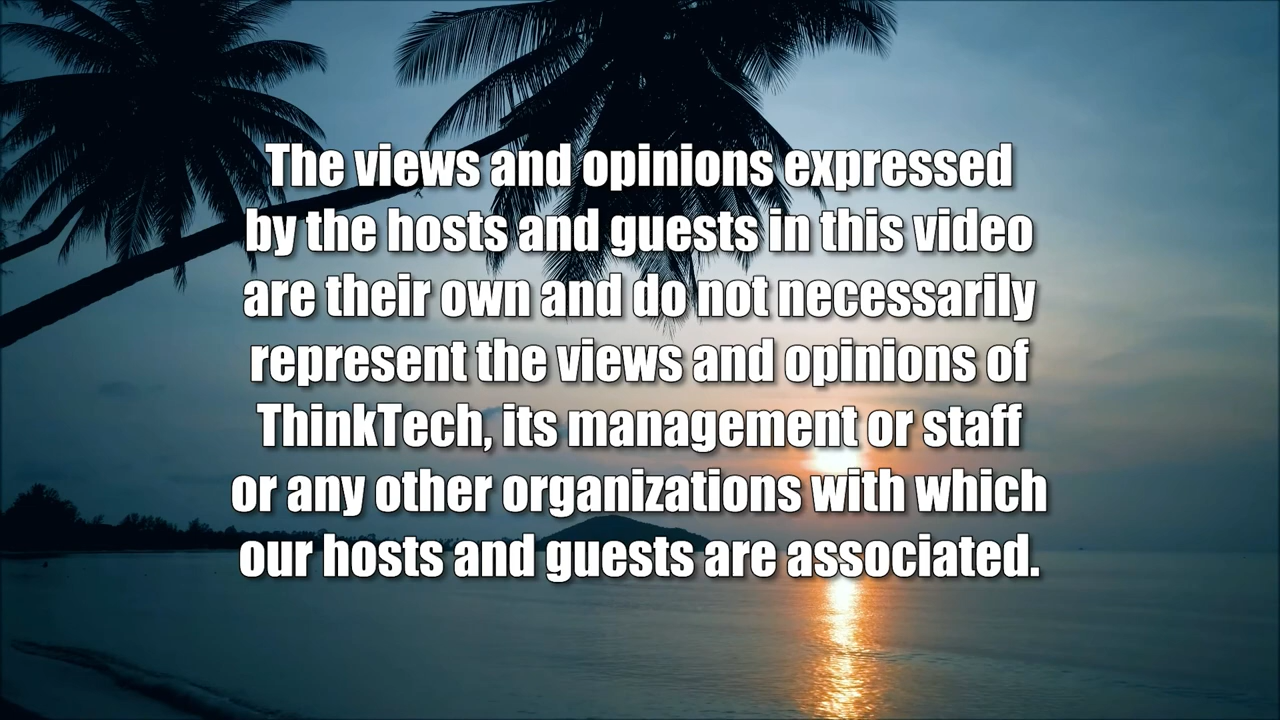 The views and opinions expressed
by the hosts and guests in this video
are their own and do not necessarily
represent the views and opinions of
ThinkTech, its management or staff
or any other organizations with which
our hosts and guests are associated.